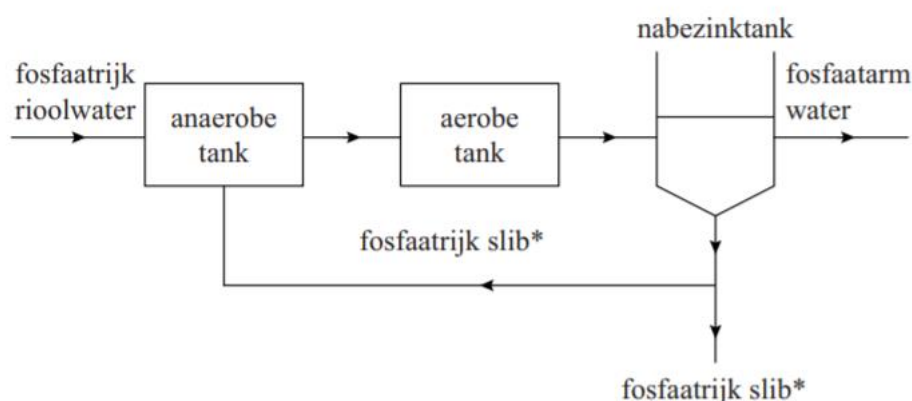 nabezinktank
fosfaatrijk
rioolwater
anaerobe
tank
aerobe
tank
fosfaatarm
water
fosfaatrijk slib*
fosfaatrijk slib*